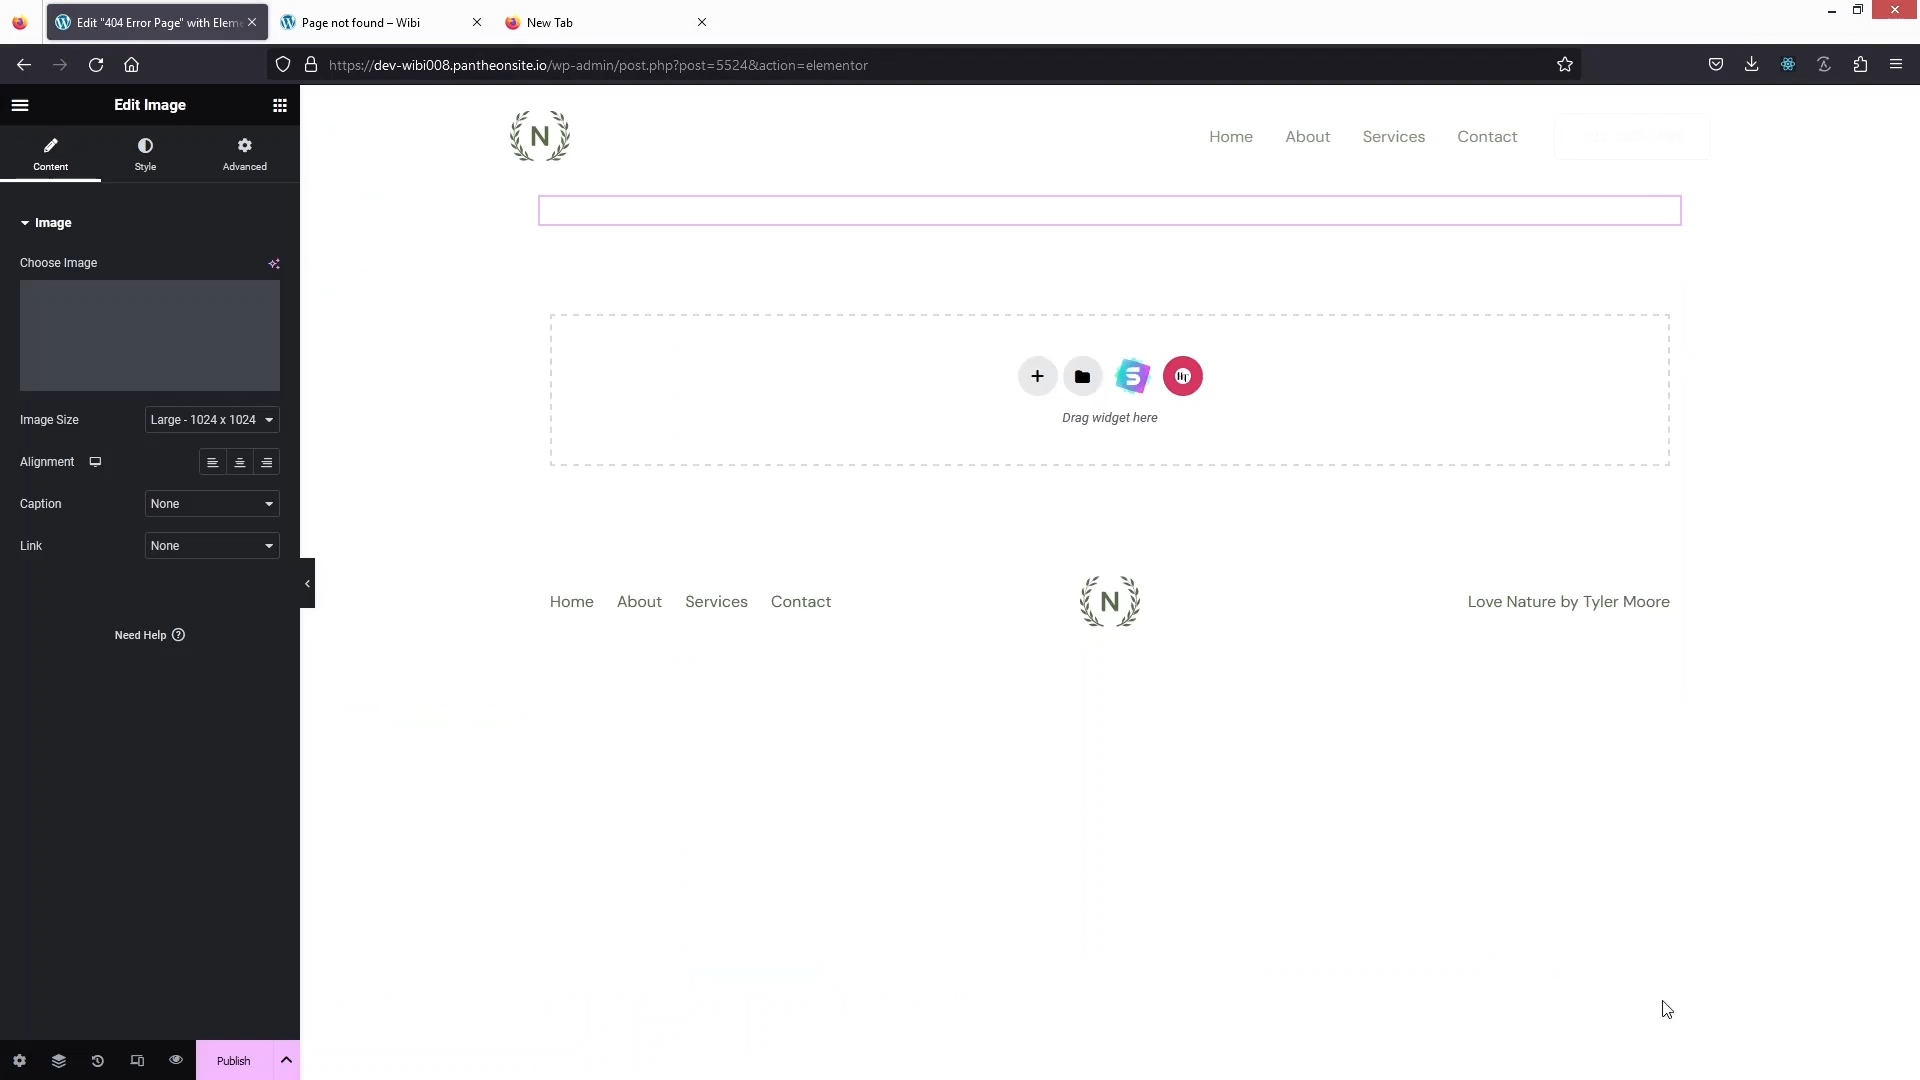 Edit "404 Error Page" with Elem
Page not found – Wibi
New Tab
https://dev-wibi008.pantheonsite.io/wp-admin/post.php?post=5524&action=elementor
Edit Image
Content
Style
Advanced
N
Home
About
Services
Contact
Image
Choose Image
Image Size
Large - 1024 x 1024
Alignment
Caption
None
Link
None
Need Help
Drag widget here
Home
About
Services
Contact
N
Love Nature by Tyler Moore
Publish